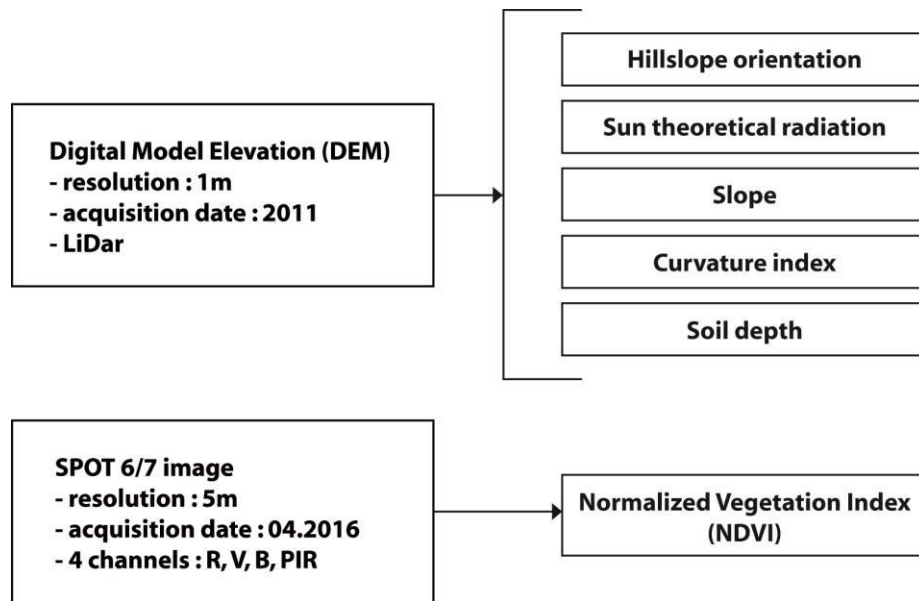 Digital Model Elevation (DEM)
- resolution : 1m
- acquisition date : 2011
- LiDar
Hillslope orientation
Sun theoretical radiation
Slope
Curvature index
Soil depth
SPOT 6/7 image
- resolution : 5m
- acquisition date : 04.2016
- 4 channels : R, V, B, PIR
Normalized Vegetation Index
(NDVI)